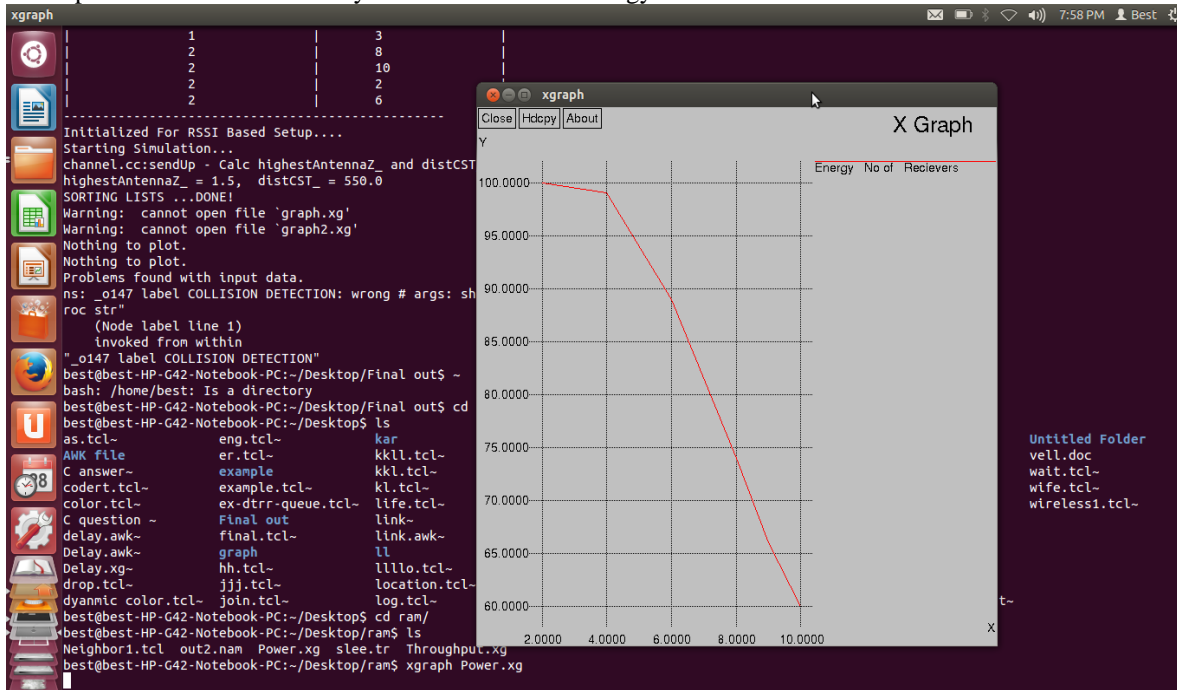 xgraph
7:58 PM Best
| 1 | 3 |
| 2 | 8 |
| 2 | 10 |
| 2 | 2 |
| 2 | 6 |
------------------------------------------------
Initialized For RSSI Based Setup....
Starting Simulation...
channel.cc:sendUp - Calc highestAntennaZ_ and distCST
highestAntennaZ_ = 1.5, distCST_ = 550.0
SORTING LISTS ...DONE!
Warning: cannot open file `graph.xg'
Warning: cannot open file `graph2.xg'
Nothing to plot.
Nothing to plot.
Problems found with input data.
ns: _o147 label COLLISION DETECTION: wrong # args: sh
roc str"
(Node label line 1)
invoked from within
"_o147 label COLLISION DETECTION"
best@best-HP-G42-Notebook-PC:~/Desktop/Final out$ ~
bash: /home/best: Is a directory
best@best-HP-G42-Notebook-PC:~/Desktop/Final out$ cd
best@best-HP-G42-Notebook-PC:~/Desktop$ ls
as.tcl~ eng.tcl~ kar Untitled Folder
AWK file er.tcl~ kkll.tcl~ vell.doc
C answer~ example kkl.tcl~ wait.tcl~
codert.tcl~ example.tcl~ kl.tcl~ wife.tcl~
color.tcl~ ex-dtrr-queue.tcl~ life.tcl~ wireless1.tcl~
C question ~ Final out link~
delay.awk~ final.tcl~ link.awk~
Delay.awk~ graph ll
Delay.xg~ hh.tcl~ llllo.tcl~
drop.tcl~ jjj.tcl~ location.tcl~
dyanmic color.tcl~ join.tcl~ log.tcl~ t~
best@best-HP-G42-Notebook-PC:~/Desktop$ cd ram/
best@best-HP-G42-Notebook-PC:~/Desktop/ram$ ls
Neighbor1.tcl out2.nam Power.xg slee.tr Throughput.xg
best@best-HP-G42-Notebook-PC:~/Desktop/ram$ xgraph Power.xg
xgraph
Close Hdcpy About
X Graph
Y
Energy No of Recievers
100.0000
95.0000
90.0000
85.0000
80.0000
75.0000
70.0000
65.0000
60.0000
X
2.0000 4.0000 6.0000 8.0000 10.0000